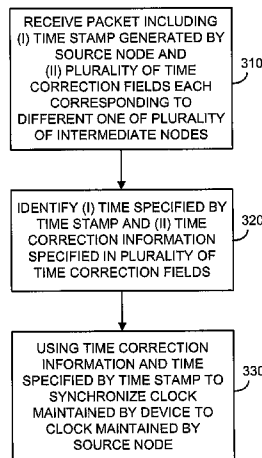 RECEIVE PACKET INCLUDING
(I) TIME STAMP GENERATED BY
SOURCE NODE AND
(II) PLURALITY OF TIME
CORRECTION FIELDS EACH
CORRESPONDING TO
DIFFERENT ONE OF PLURALITY
OF INTERMEDIATE NODES
310
IDENTIFY (I) TIME SPECIFIED BY
TIME STAMP AND (II) TIME
CORRECTION INFORMATION
SPECIFIED IN PLURALITY OF
TIME CORRECTION FIELDS
320
USING TIME CORRECTION
INFORMATION AND TIME
SPECIFIED BY TIME STAMP TO
SYNCHRONIZE CLOCK
MAINTAINED BY DEVICE TO
CLOCK MAINTAINED BY
SOURCE NODE
330